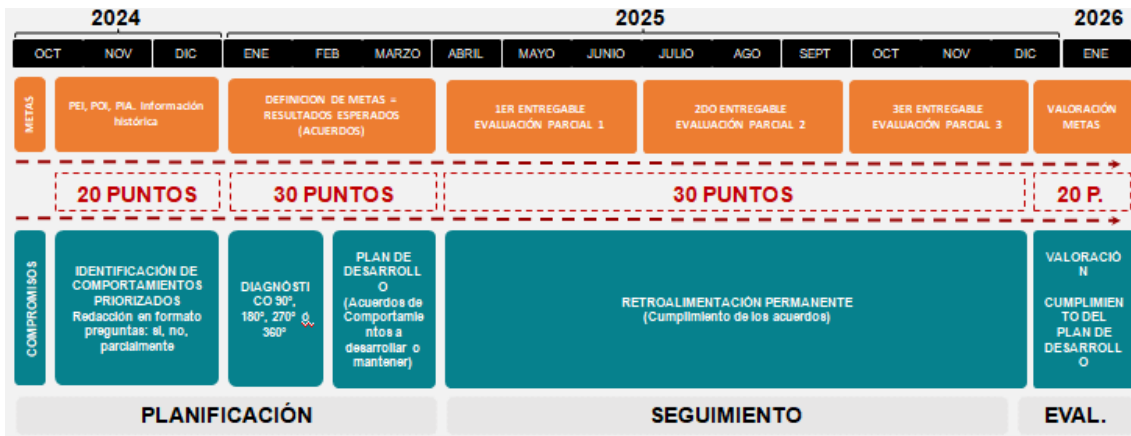 2024 2025 2026
OCT NOV DIC ENE FEB MARZO ABRIL MAYO JUNIO JULIO AGO SEPT OCT NOV DIC ENE
METAS
PEI, POI, PIA. Información
histórica
DEFINICION DE METAS =
RESULTADOS ESPERADOS
(ACUERDOS)
1ER ENTREGABLE
EVALUACIÓN PARCIAL 1
2DO ENTREGABLE
EVALUACIÓN PARCIAL 2
3ER ENTREGABLE
EVALUACIÓN PARCIAL 3
VALORACIÓN
METAS
20 PUNTOS 30 PUNTOS 30 PUNTOS 20 P.
COMPROMISOS
IDENTIFICACIÓN DE
COMPORTAMIENTOS
PRIORIZADOS
Redacción en formato
preguntas: si, no,
parcialmente
DIAGNÓSTI
CO 90°,
180°, 270° ó,
360°
PLAN DE
DESARROLL
O
(Acuerdos de
Comportamie
ntos a
desarrollar o
mantener)
RETROALIMENTACIÓN PERMANENTE
(Cumplimiento de los acuerdos)
VALORACIÓ
N
CUMPLIMIEN
TO DEL
PLAN DE
DESARROLL
O
PLANIFICACIÓN SEGUIMIENTO EVAL.